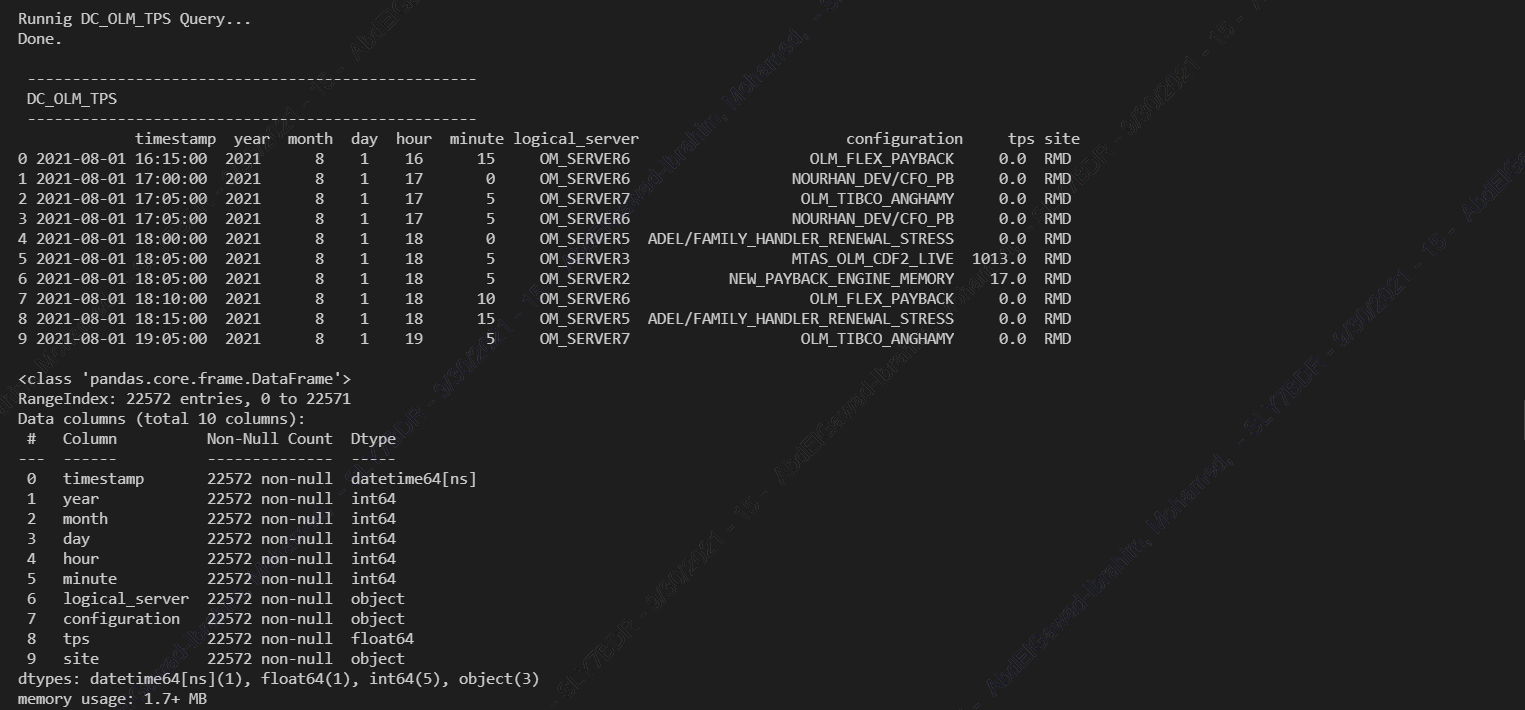 Runnig DC_OLM_TPS Query...
Done.
--------------------------------------------------
DC_OLM_TPS
--------------------------------------------------
timestamp year month day hour minute logical_server configuration tps site
0 2021-08-01 16:15:00 2021 8 1 16 15 OM_SERVER6 OLM_FLEX_PAYBACK 0.0 RMD
1 2021-08-01 17:00:00 2021 8 1 17 0 OM_SERVER6 NOURHAN_DEV/CFO_PB 0.0 RMD
2 2021-08-01 17:05:00 2021 8 1 17 5 OM_SERVER7 OLM_TIBCO_ANGHAMY 0.0 RMD
3 2021-08-01 17:05:00 2021 8 1 17 5 OM_SERVER6 NOURHAN_DEV/CFO_PB 0.0 RMD
4 2021-08-01 18:00:00 2021 8 1 18 0 OM_SERVER5 ADEL/FAMILY_HANDLER_RENEWAL_STRESS 0.0 RMD
5 2021-08-01 18:05:00 2021 8 1 18 5 OM_SERVER3 MTAS_OLM_CDF2_LIVE 1013.0 RMD
6 2021-08-01 18:05:00 2021 8 1 18 5 OM_SERVER2 NEW_PAYBACK_ENGINE_MEMORY 17.0 RMD
7 2021-08-01 18:10:00 2021 8 1 18 10 OM_SERVER6 OLM_FLEX_PAYBACK 0.0 RMD
8 2021-08-01 18:15:00 2021 8 1 18 15 OM_SERVER5 ADEL/FAMILY_HANDLER_RENEWAL_STRESS 0.0 RMD
9 2021-08-01 19:05:00 2021 8 1 19 5 OM_SERVER7 OLM_TIBCO_ANGHAMY 0.0 RMD
<class 'pandas.core.frame.DataFrame'>
RangeIndex: 22572 entries, 0 to 22571
Data columns (total 10 columns):
# Column Non-Null Count Dtype
--- ------ -------------- -----
0 timestamp 22572 non-null datetime64[ns]
1 year 22572 non-null int64
2 month 22572 non-null int64
3 day 22572 non-null int64
4 hour 22572 non-null int64
5 minute 22572 non-null int64
6 logical_server 22572 non-null object
7 configuration 22572 non-null object
8 tps 22572 non-null float64
9 site 22572 non-null object
dtypes: datetime64[ns](1), float64(1), int64(5), object(3)
memory usage: 1.7+ MB